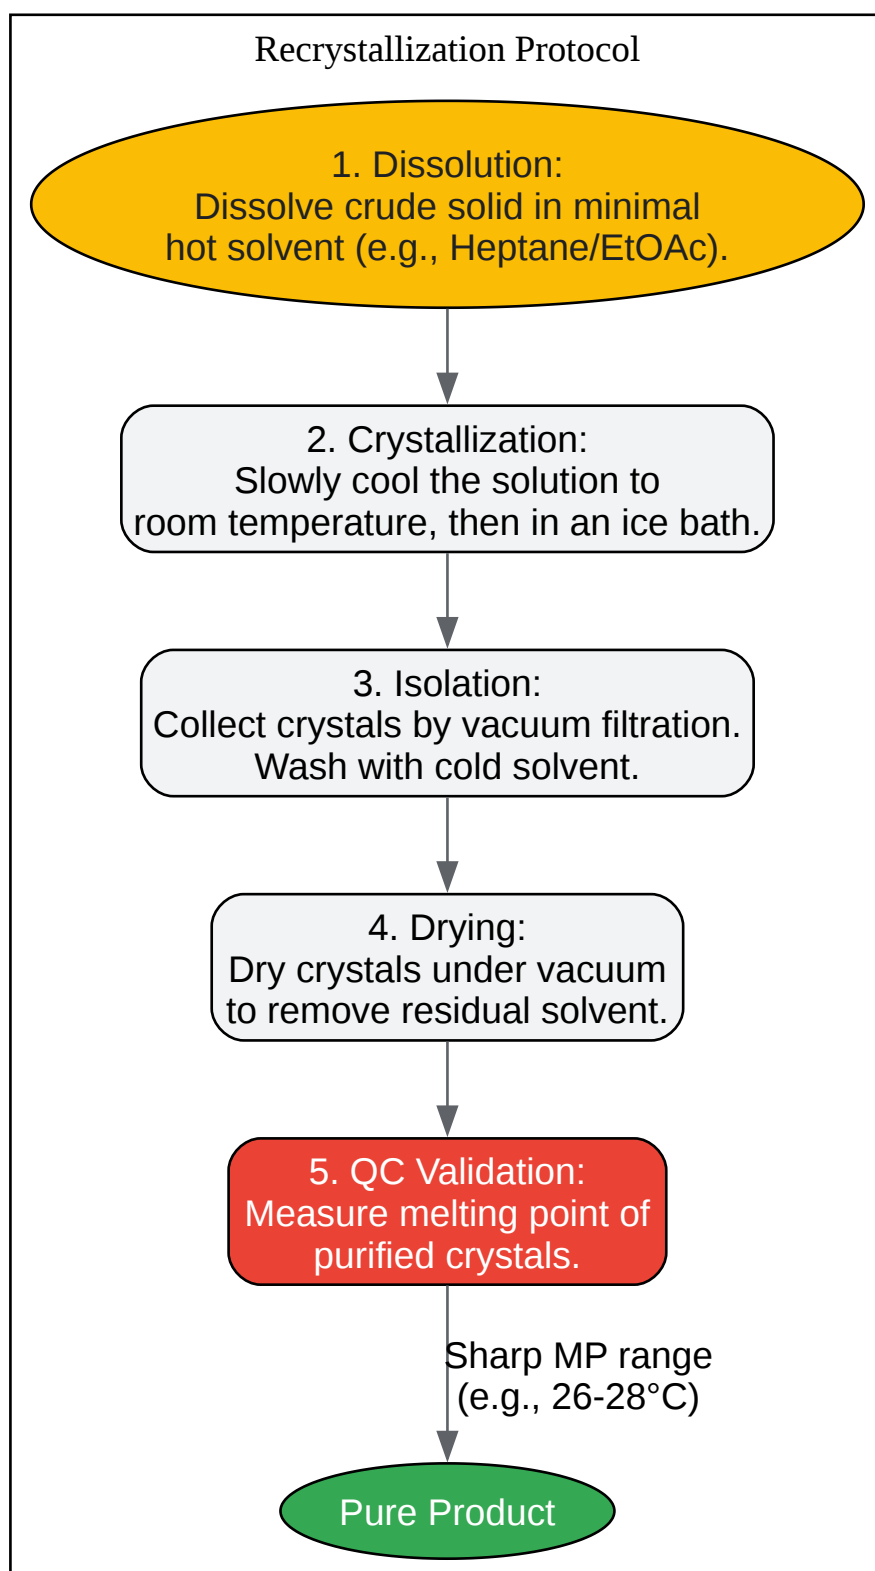 Recrystallization Protocol
1. Dissolution:
Dissolve crude solid in minimal
hot solvent (e.g., Heptane/EtOAc).
2. Crystallization:
Slowly cool the solution to
room temperature, then in an ice bath.
3. Isolation:
Collect crystals by vacuum filtration.
Wash with cold solvent.
4. Drying:
Dry crystals under vacuum
to remove residual solvent.
5. QC Validation:
Measure melting point of
purified crystals.
Sharp MP range
(e.g., 26-28°C)
Pure Product